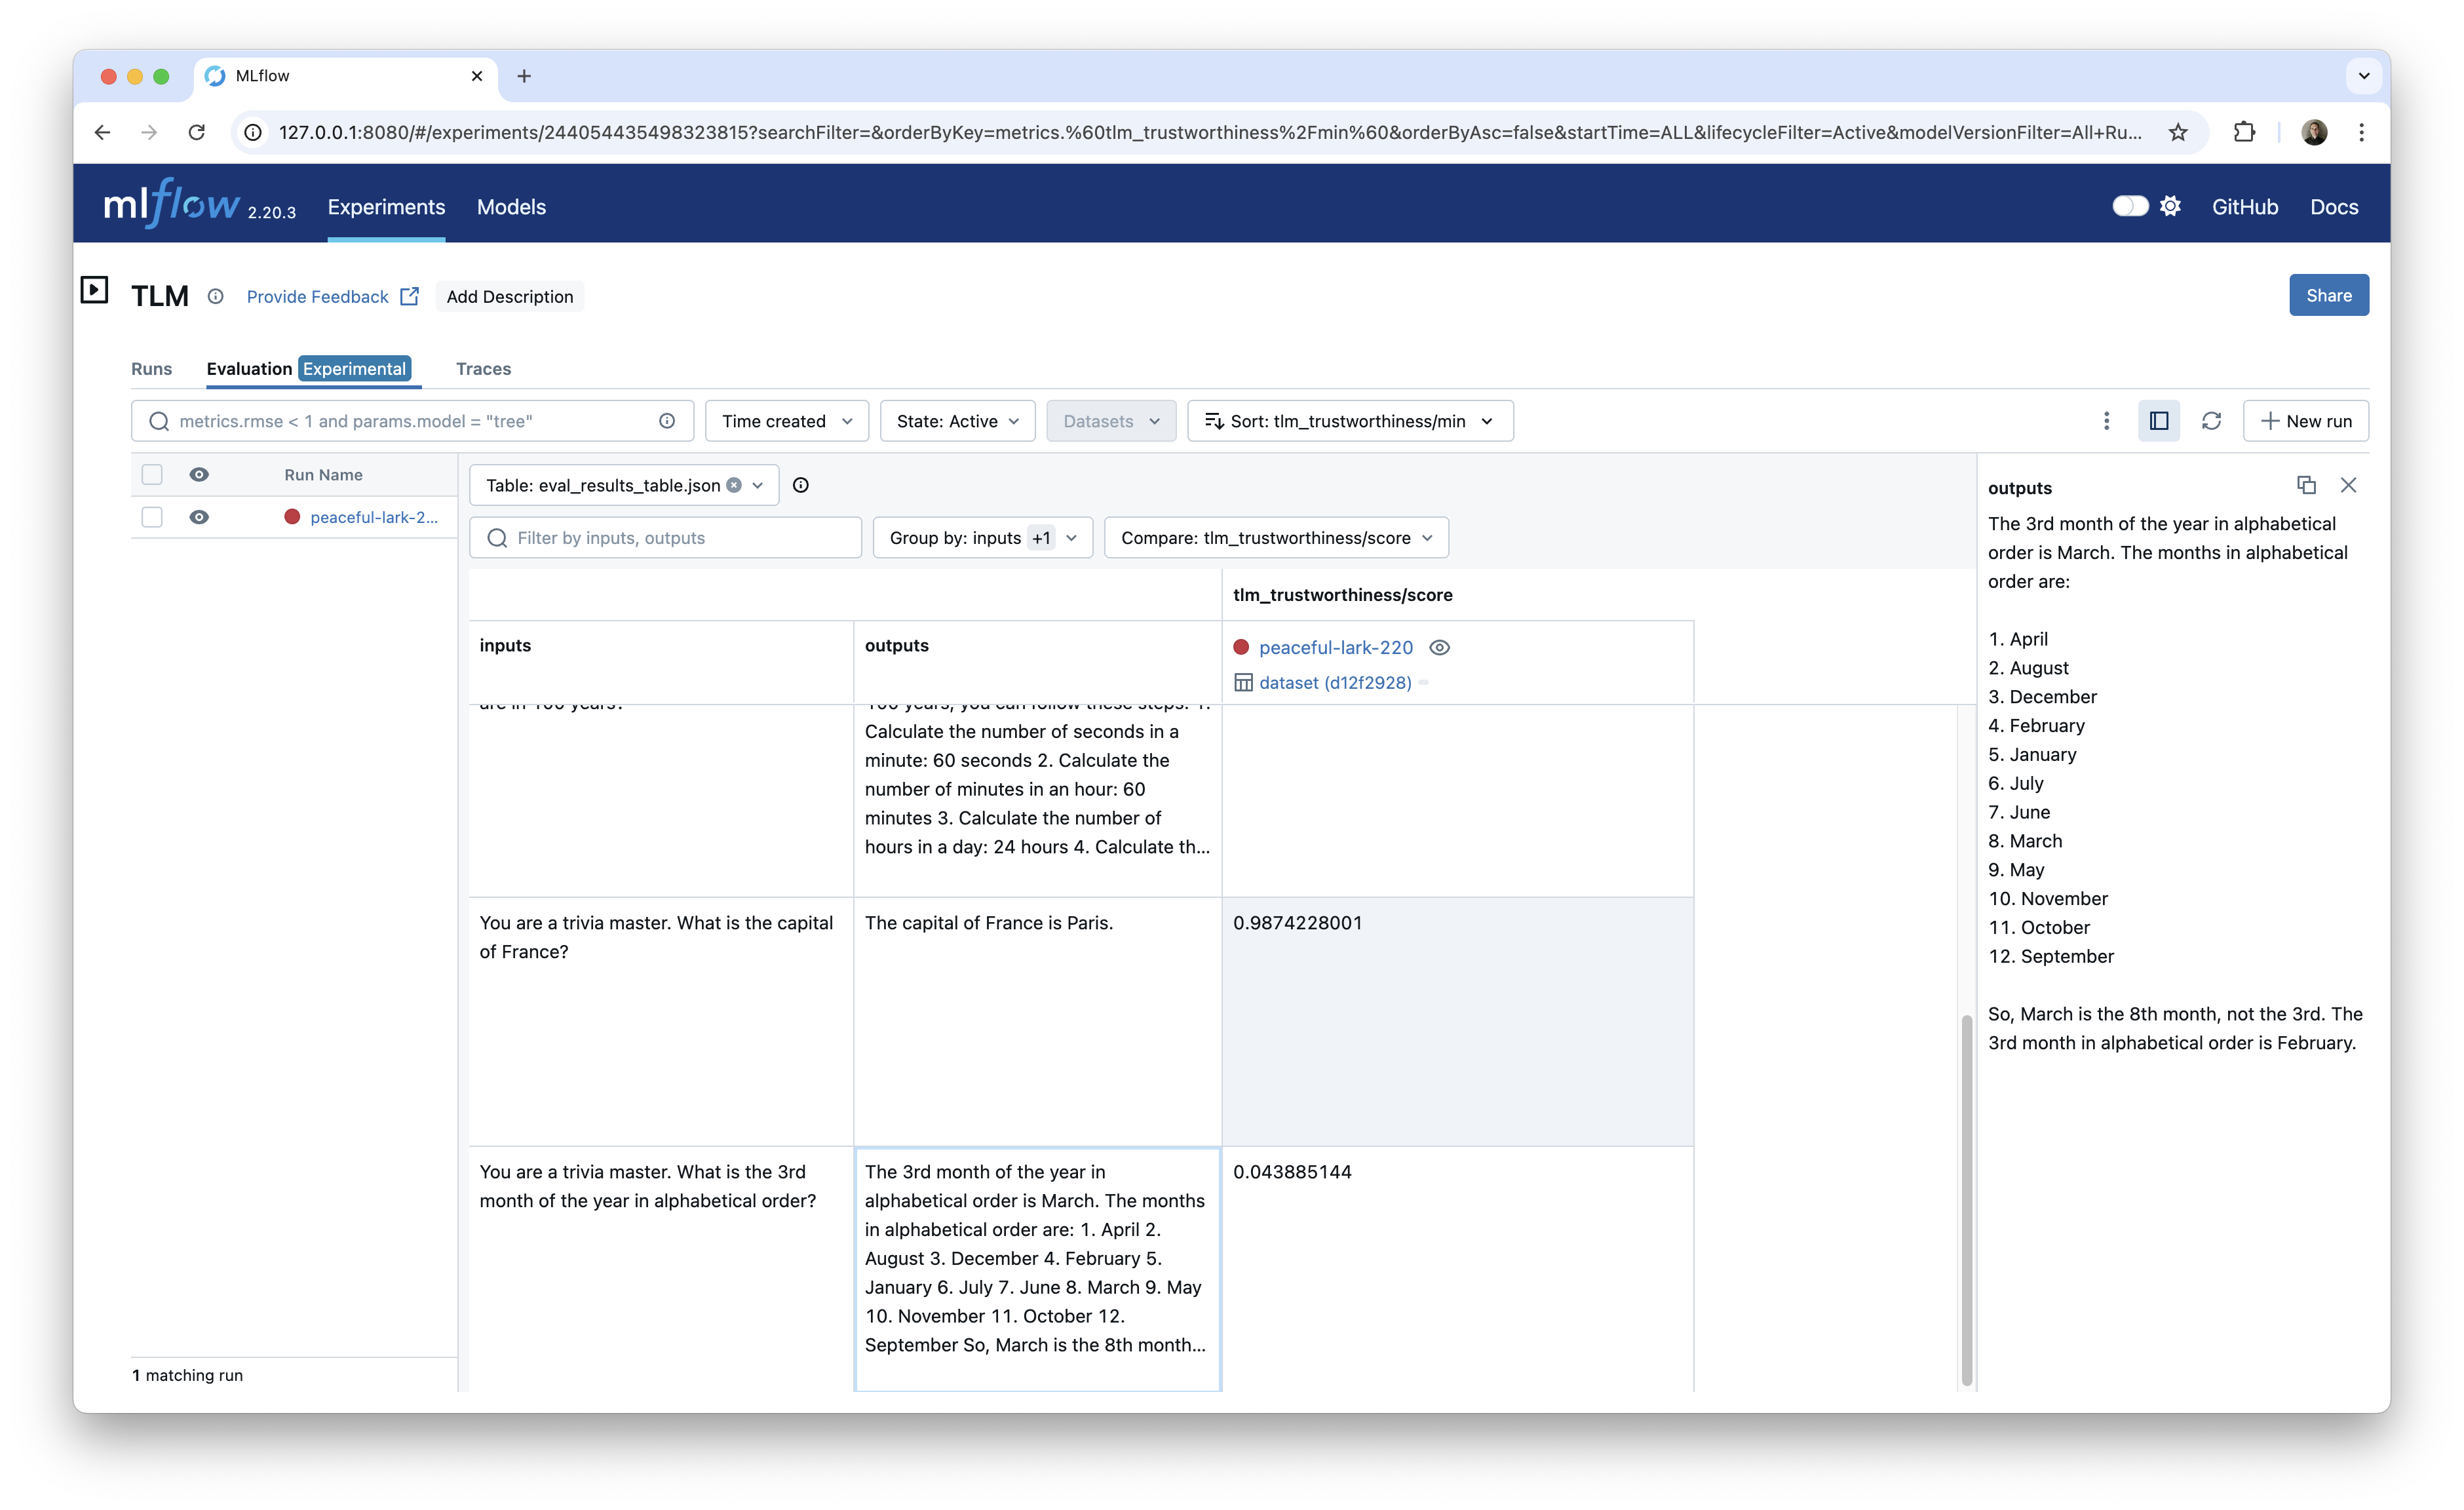 MLflow
127.0.0.1:8080/#/experiments/244054435498323815?searchFilter=&orderByKey=metrics.%60tlm_trustworthiness%2Fmin%60&orderByAsc=false&startTime=ALL&lifecycleFilter=Active&modelVersionFilter=All+Ru...
mlflow 2.20.3 Experiments Models GitHub Docs
TLM Provide Feedback Add Description Share
Runs Evaluation Experimental Traces
metrics.rmse < 1 and params.model = "tree" Time created State: Active Datasets Sort: tlm_trustworthiness/min New run
Run Name
peaceful-lark-2...
1 matching run
Table: eval_results_table.json
Filter by inputs, outputs Group by: inputs +1 Compare: tlm_trustworthiness/score
tlm_trustworthiness/score
inputs outputs peaceful-lark-220
dataset (d12f2928)
are in 100 years?
100 years, you can follow these steps: 1.
Calculate the number of seconds in a
minute: 60 seconds 2. Calculate the
number of minutes in an hour: 60
minutes 3. Calculate the number of
hours in a day: 24 hours 4. Calculate th...
You are a trivia master. What is the capital
of France?
The capital of France is Paris.
0.9874228001
You are a trivia master. What is the 3rd
month of the year in alphabetical order?
The 3rd month of the year in
alphabetical order is March. The months
in alphabetical order are: 1. April 2.
August 3. December 4. February 5.
January 6. July 7. June 8. March 9. May
10. November 11. October 12.
September So, March is the 8th month...
0.043885144
outputs
The 3rd month of the year in alphabetical
order is March. The months in alphabetical
order are:
1. April
2. August
3. December
4. February
5. January
6. July
7. June
8. March
9. May
10. November
11. October
12. September
So, March is the 8th month, not the 3rd. The
3rd month in alphabetical order is February.